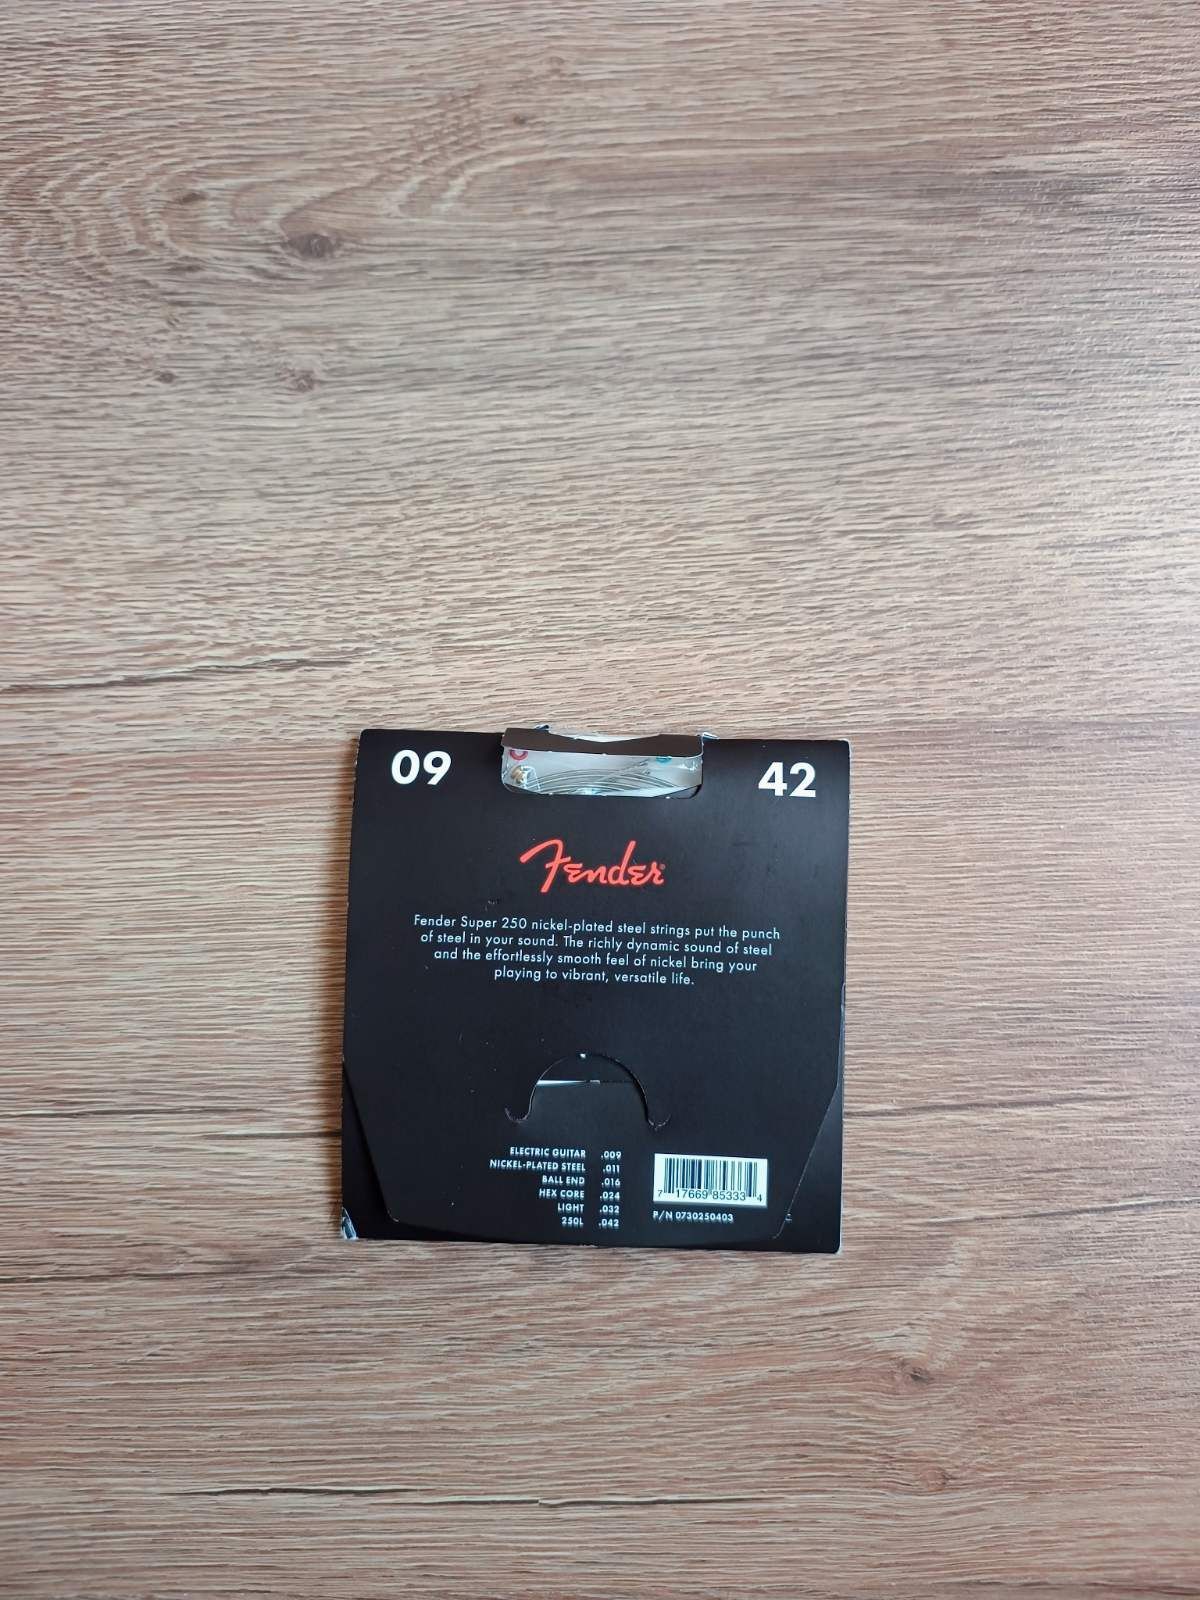 09
42
Fender
Fender Super 250 nickel-plated steel strings put the punch
of steel in your sound. The richly dynamic sound of steel
and the effortlessly smooth feel of nickel bring your
playing to vibrant, versatile life.
ELECTRIC GUITAR .009
NICKEL-PLATED STEEL .011
BALL END .016
HEX CORE .024
LIGHT .032
250L .042
7 17669 85333 4
P/N 0730250403